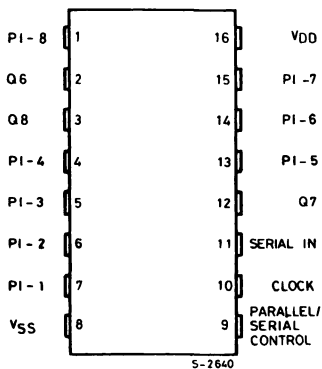 PI-8 1 16 VDD
Q6 2 15 PI-7
Q8 3 14 PI-6
PI-4 4 13 PI-5
PI-3 5 12 Q7
PI-2 6 11 SERIAL IN
PI-1 7 10 CLOCK
VSS 8 9 PARALLEL/
SERIAL
CONTROL
S-2640